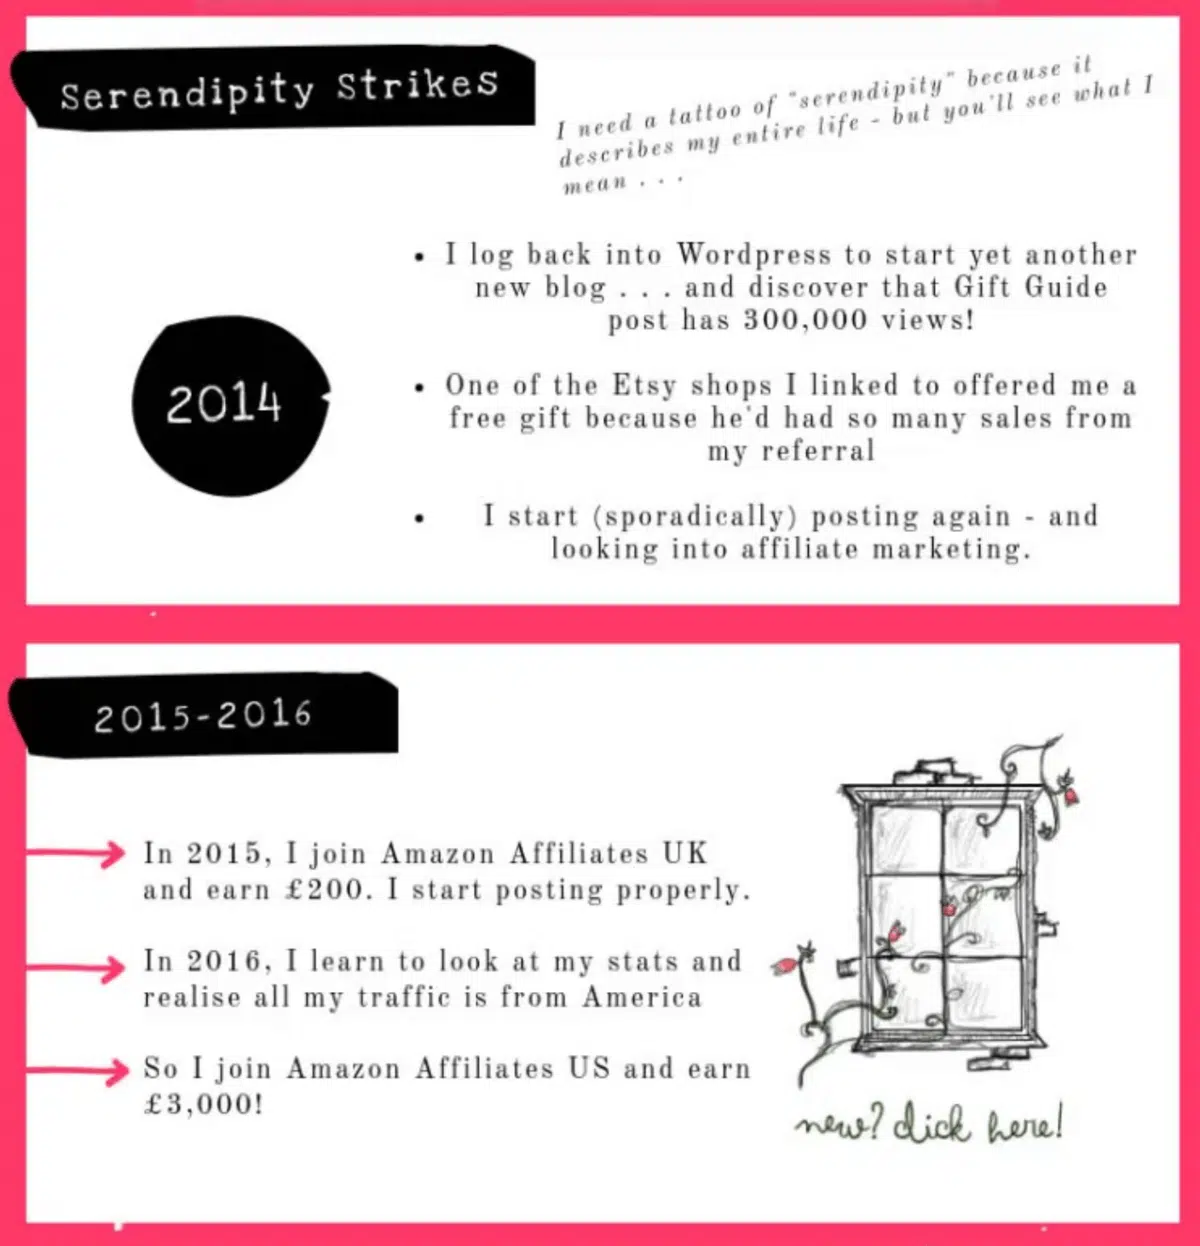 Serendipity Strikes
I need a tattoo of "serendipity" because it
describes my entire life - but you'll see what I
mean . . .
• I log back into Wordpress to start yet another
new blog . . . and discover that Gift Guide
post has 300,000 views!
2014
• One of the Etsy shops I linked to offered me a
free gift because he'd had so many sales from
my referral
• I start (sporadically) posting again - and
looking into affiliate marketing.
2015-2016
In 2015, I join Amazon Affiliates UK
and earn £200. I start posting properly.
In 2016, I learn to look at my stats and
realise all my traffic is from America
So I join Amazon Affiliates US and earn
£3,000!
new? click here!